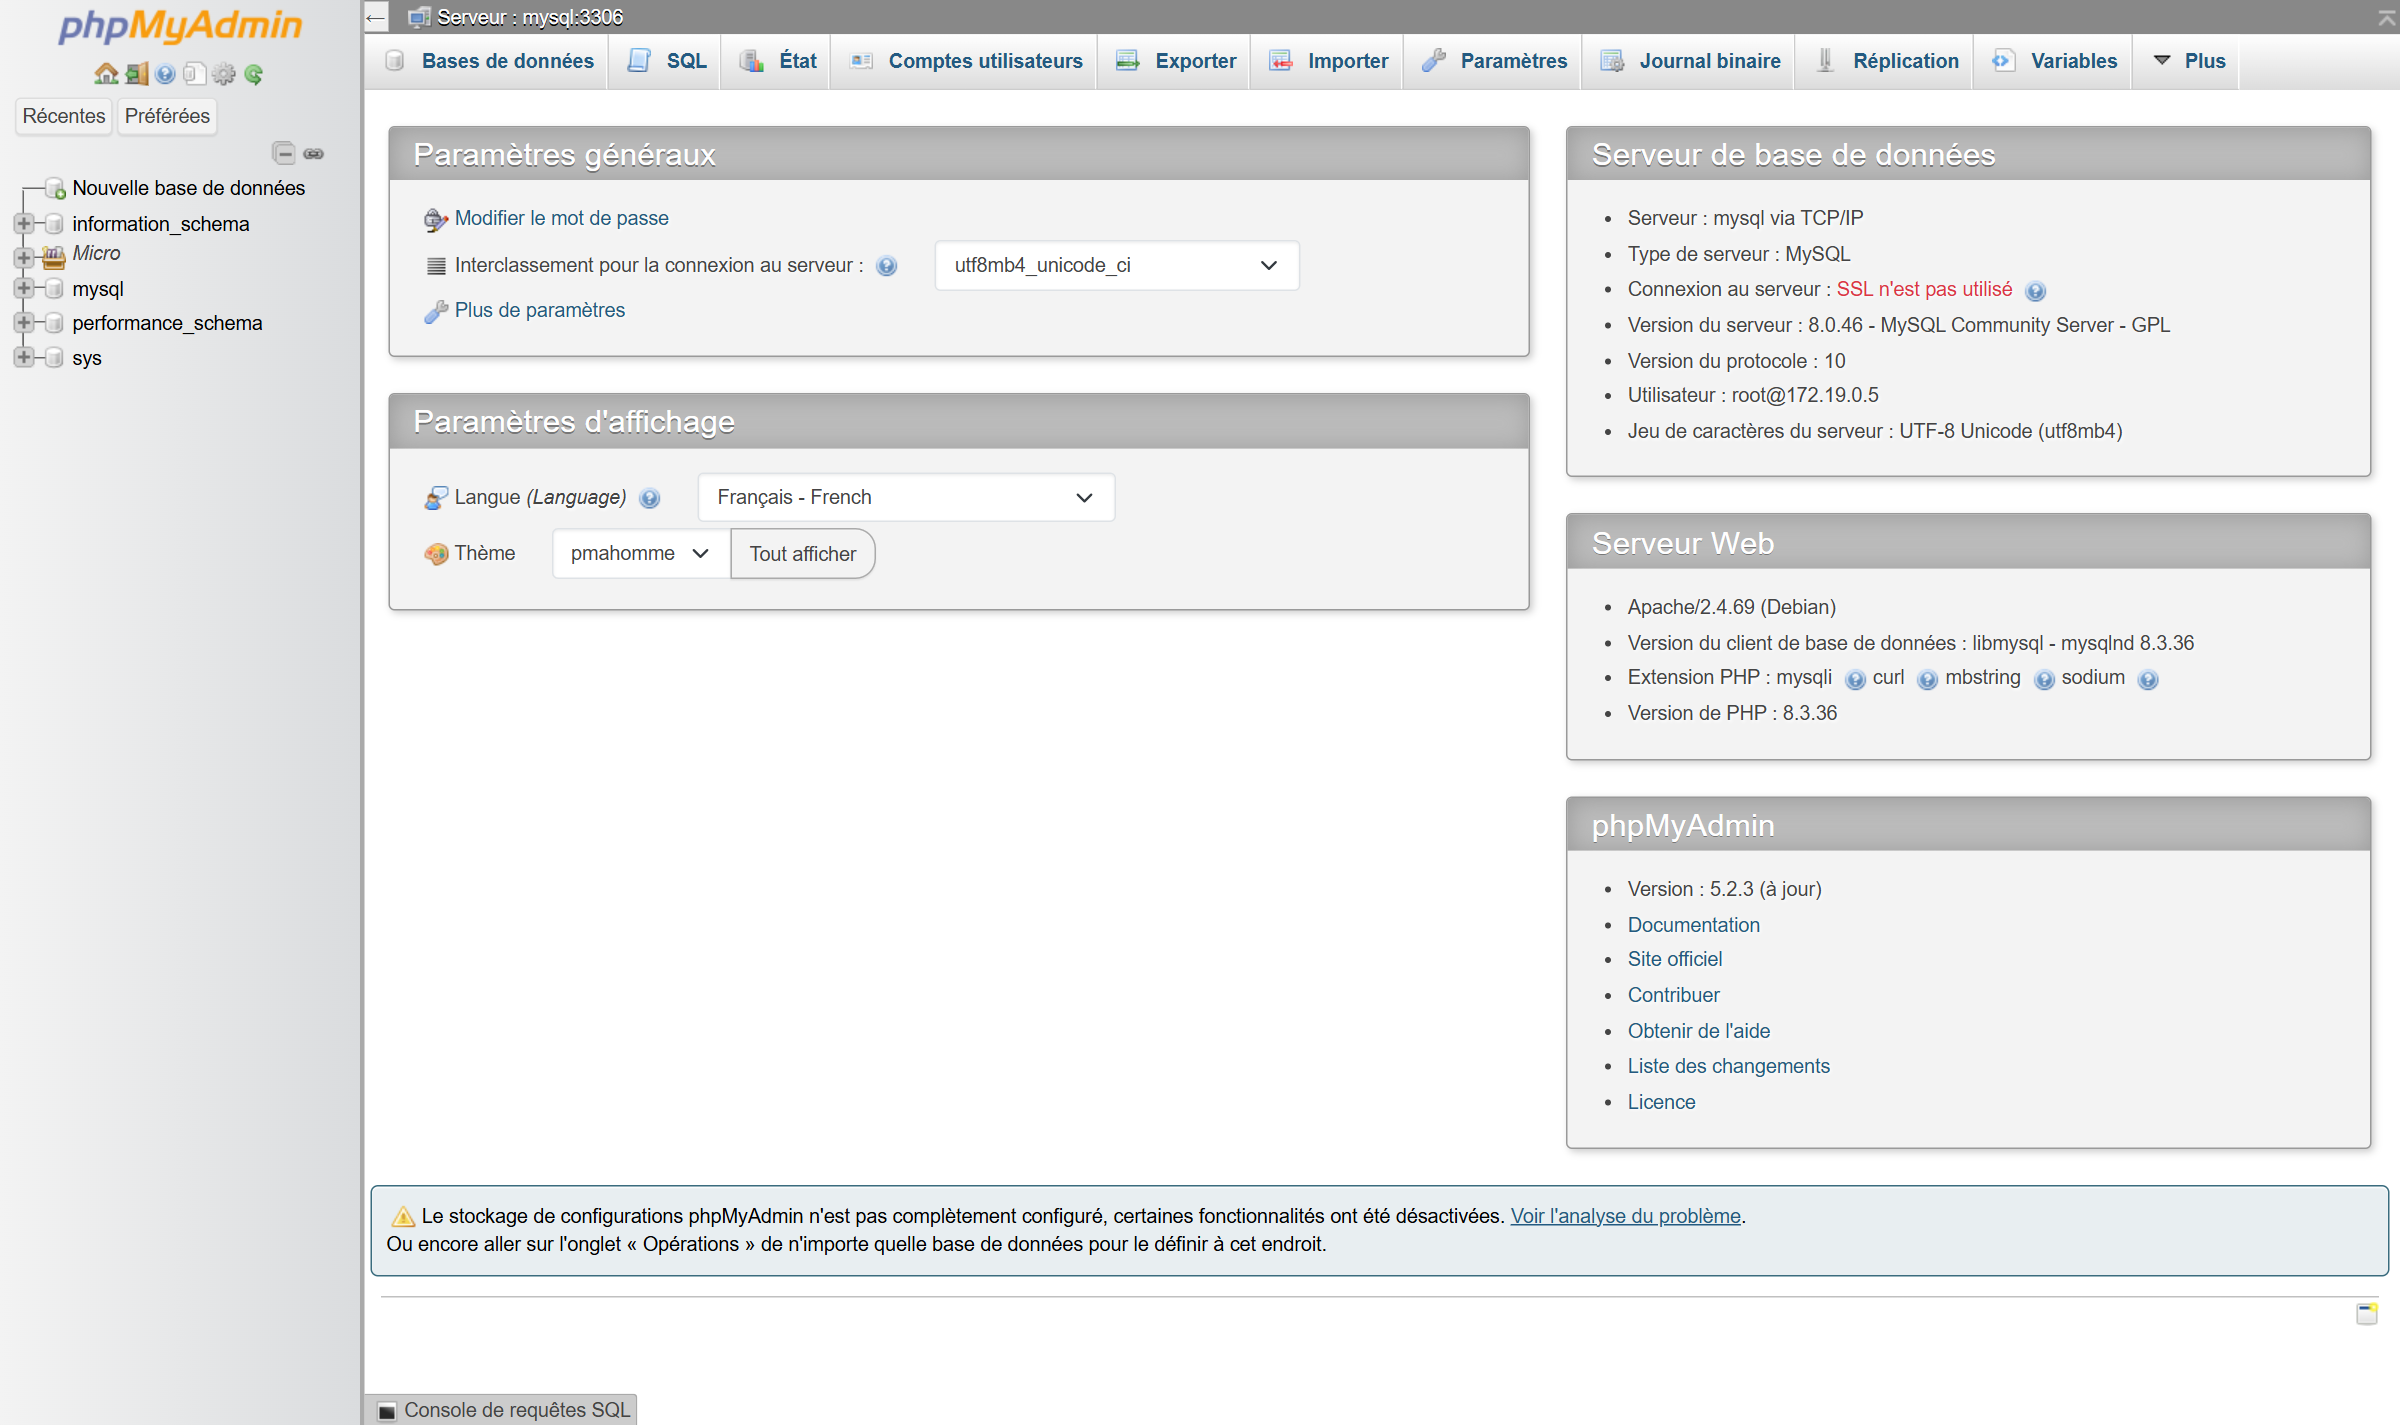 phpMyAdmin
Récentes Préférées
Nouvelle base de données
information_schema
Micro
mysql
performance_schema
sys
Serveur : mysql:3306
Bases de données SQL État Comptes utilisateurs Exporter Importer Paramètres Journal binaire Réplication Variables Plus
Paramètres généraux
Modifier le mot de passe
Interclassement pour la connexion au serveur : utf8mb4_unicode_ci
Plus de paramètres
Paramètres d'affichage
Langue (Language) Français - French
Thème pmahomme Tout afficher
Serveur de base de données
Serveur : mysql via TCP/IP
Type de serveur : MySQL
Connexion au serveur : SSL n'est pas utilisé
Version du serveur : 8.0.46 - MySQL Community Server - GPL
Version du protocole : 10
Utilisateur : root@172.19.0.5
Jeu de caractères du serveur : UTF-8 Unicode (utf8mb4)
Serveur Web
Apache/2.4.69 (Debian)
Version du client de base de données : libmysql - mysqlnd 8.3.36
Extension PHP : mysqli curl mbstring sodium
Version de PHP : 8.3.36
phpMyAdmin
Version : 5.2.3 (à jour)
Documentation
Site officiel
Contribuer
Obtenir de l'aide
Liste des changements
Licence
Le stockage de configurations phpMyAdmin n'est pas complètement configuré, certaines fonctionnalités ont été désactivées. Voir l'analyse du problème.
Ou encore aller sur l'onglet « Opérations » de n'importe quelle base de données pour le définir à cet endroit.
Console de requêtes SQL